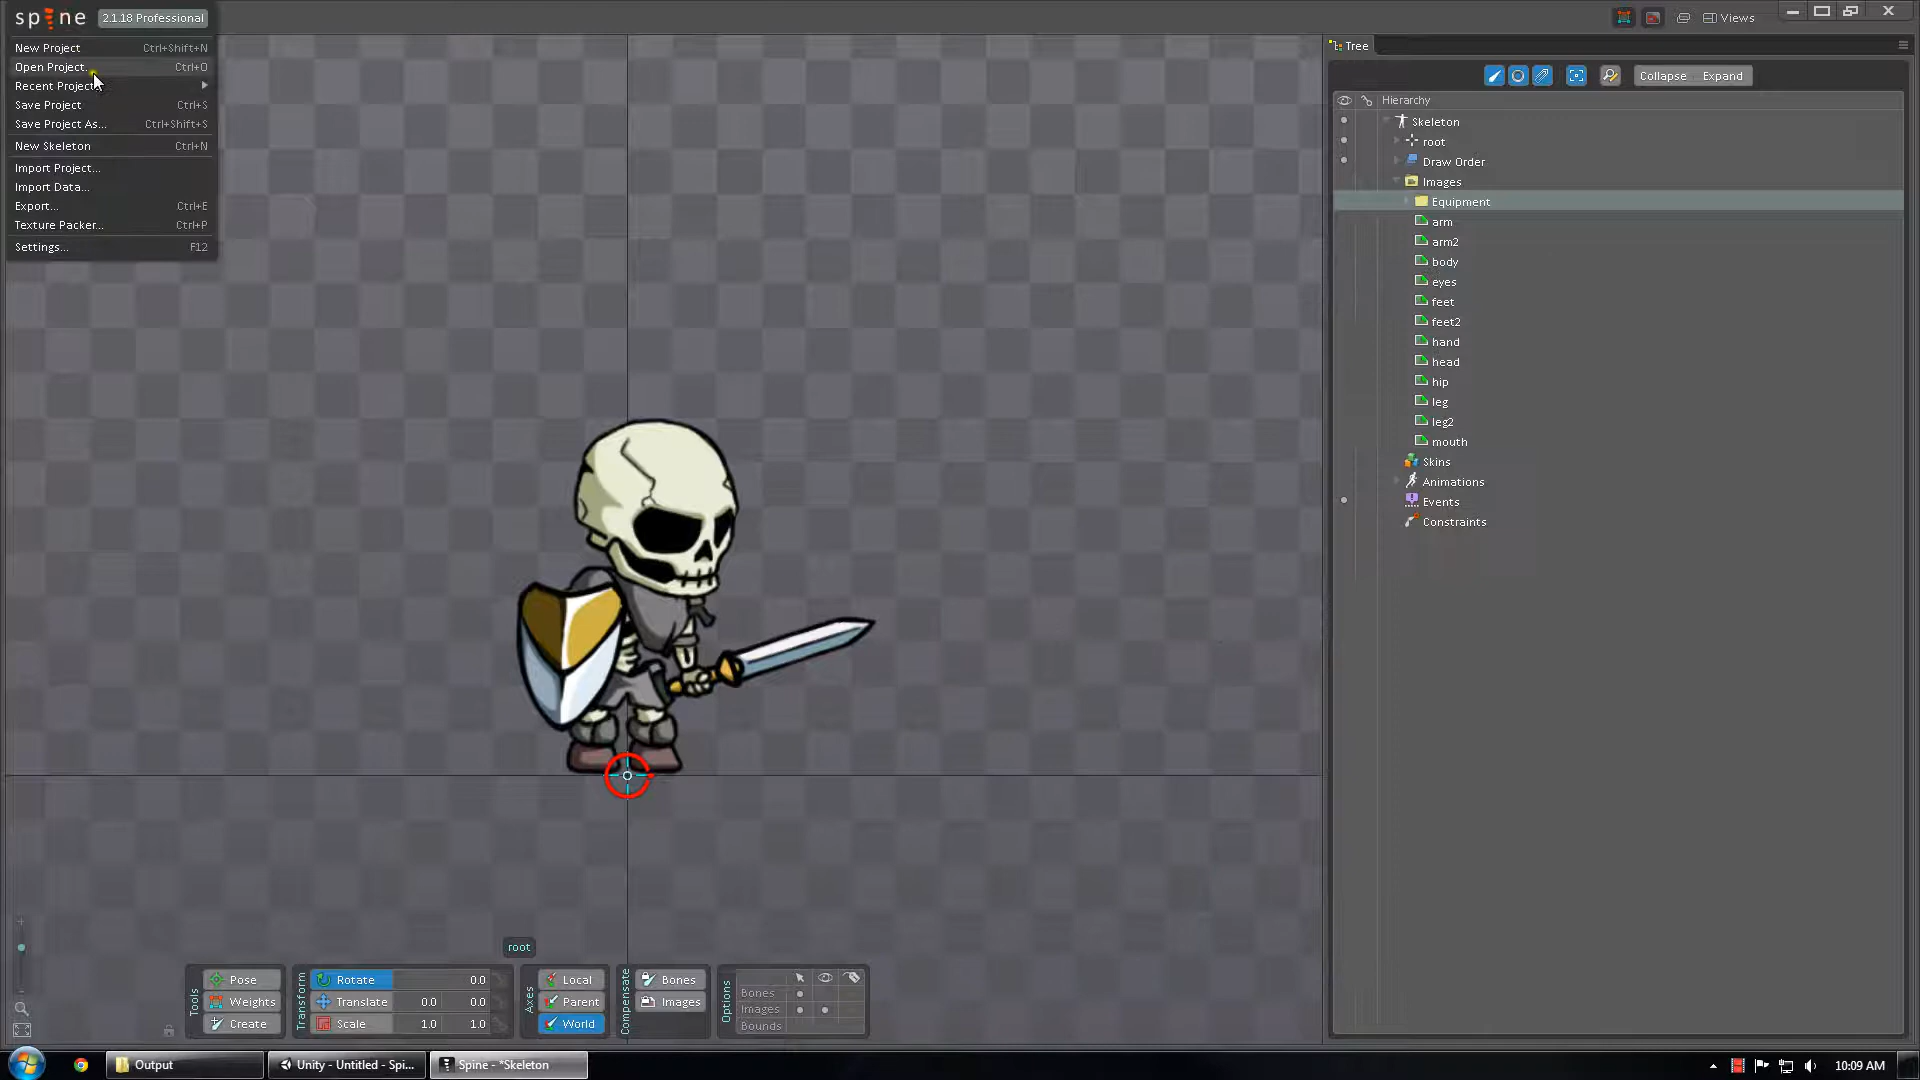 spine 2.1.18 Professional
Views
New Project Ctrl+Shift+N
Open Project. Ctrl+O
Recent Project
Save Project Ctrl+S
Save Project As... Ctrl+Shift+S
New Skeleton Ctrl+N
Import Project...
Import Data...
Export... Ctrl+E
Texture Packer... Ctrl+P
Settings... F12
Tree
Collapse Expand
Hierarchy
Skeleton
root
Draw Order
Images
Equipment
arm
arm2
body
eyes
feet
feet2
hand
head
hip
leg
leg2
mouth
Skins
Animations
Events
Constraints
root
Tools
Pose
Weights
Create
Transform
Rotate 0.0
Translate 0.0 0.0
Scale 1.0 1.0
Axes
Local
Parent
World
Compensate
Bones
Images
Options
Bones
Images
Bounds
Output
Unity - Untitled - Spi...
Spine - *Skeleton
10:09 AM